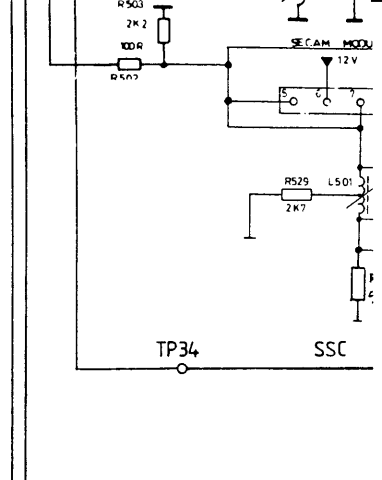 R503
2K2
100R
R502
SECAM MODU
12V
5 6 7
R529 L501
2K7
TP34 SSC